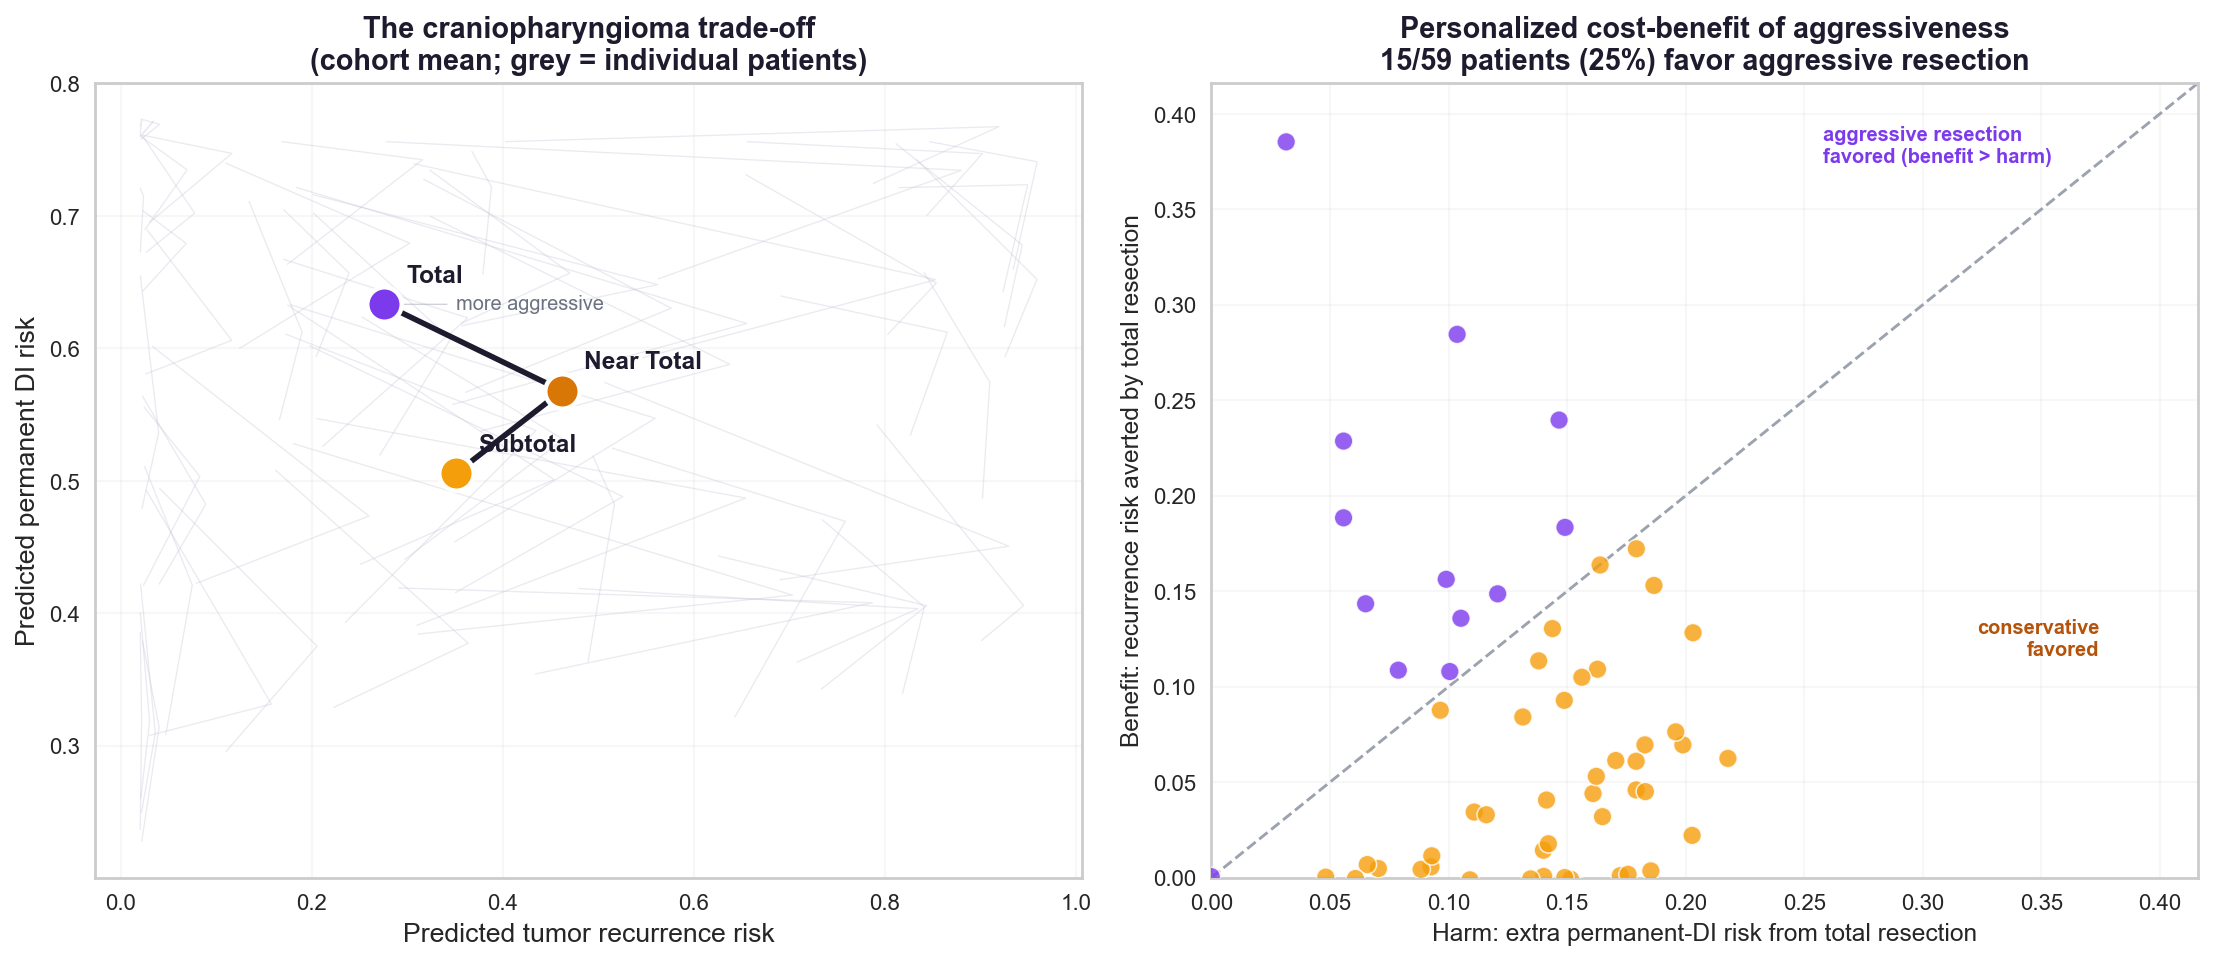 The craniopharyngioma trade-off
(cohort mean; grey = individual patients)
0.8
0.7
0.6
0.5
0.4
0.3
Predicted permanent DI risk
Total
more aggressive
Near Total
Subtotal
0.0
0.2
0.4
0.6
0.8
1.0
Predicted tumor recurrence risk
Personalized cost-benefit of aggressiveness
15/59 patients (25%) favor aggressive resection
0.40
0.35
0.30
0.25
0.20
0.15
0.10
0.05
0.00
Benefit: recurrence risk averted by total resection
aggressive resection
favored (benefit > harm)
conservative
favored
0.00
0.05
0.10
0.15
0.20
0.25
0.30
0.35
0.40
Harm: extra permanent-DI risk from total resection